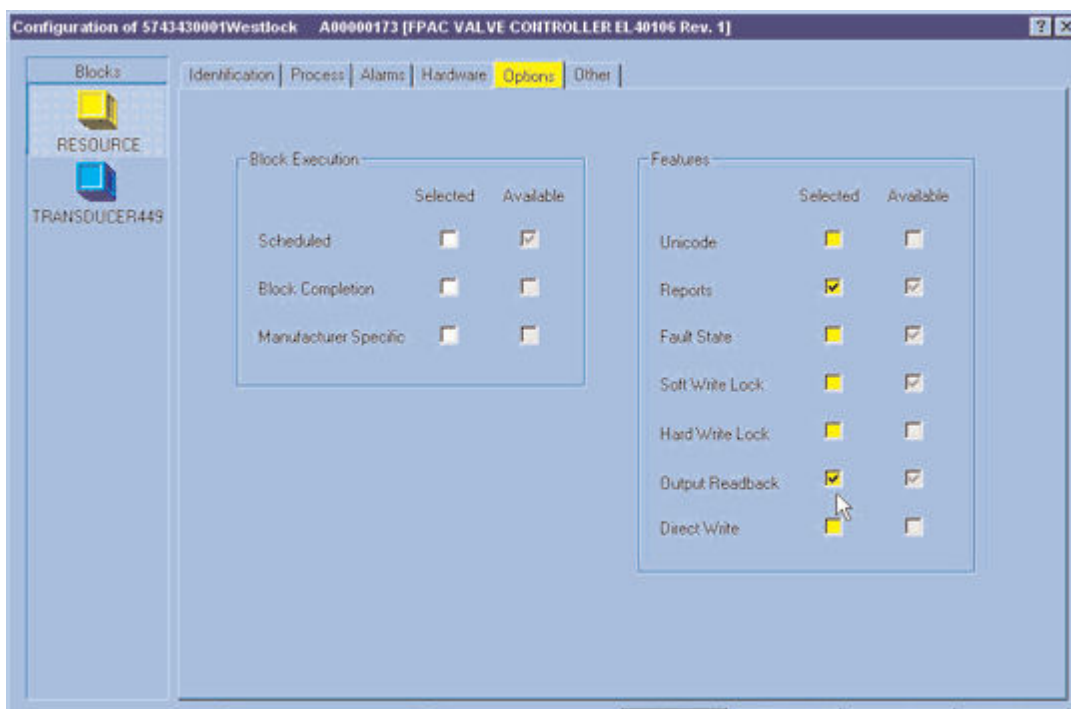 Configuration of 5743430001Westlock A00000173 [FPAC VALVE CONTROLLER EL40106 Rev. 1]
Blocks
RESOURCE
TRANSDUCER449
Identification Process Alarms Hardware Options Other
Block Execution
Selected Available
Scheduled
Block Completion
Manufacturer Specific
Features
Selected Available
Unicode
Reports
Fault State
Soft Write Lock
Hard Write Lock
Output Readback
Direct Write